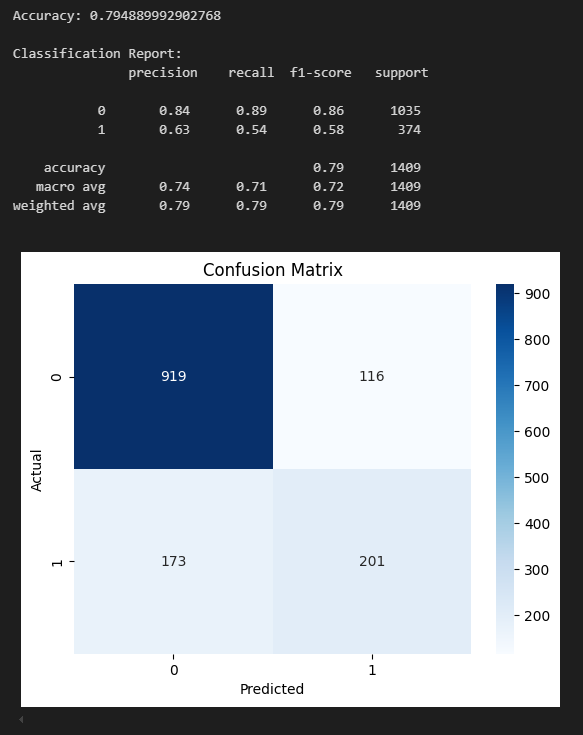 Accuracy: 0.794889992902768
Classification Report:
precision recall f1-score support
0 0.84 0.89 0.86 1035
1 0.63 0.54 0.58 374
accuracy 0.79 1409
macro avg 0.74 0.71 0.72 1409
weighted avg 0.79 0.79 0.79 1409
Confusion Matrix
900
800
700
600
500
400
300
200
Actual
0
1
919 116
173 201
0 1
Predicted